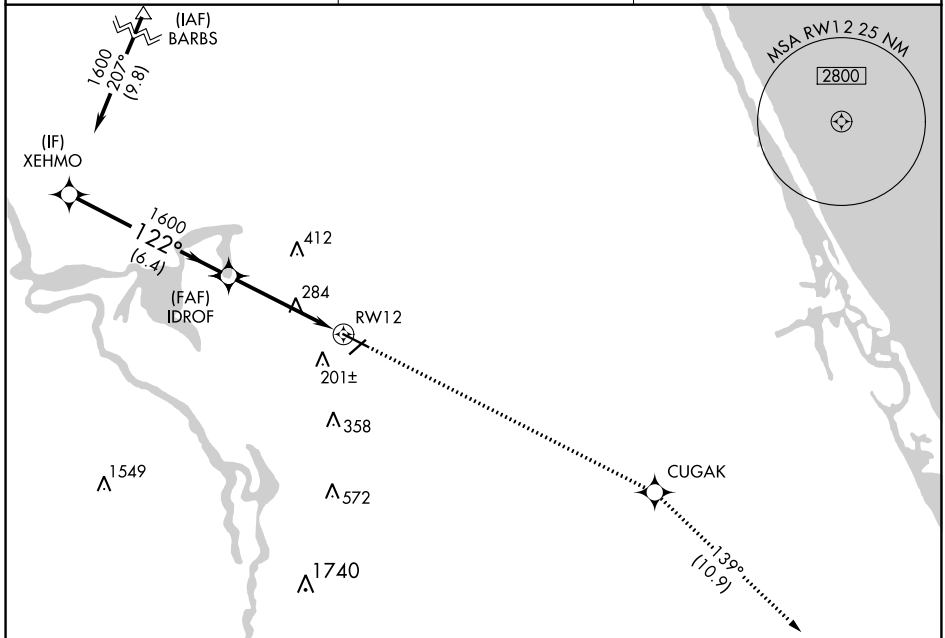 (IAF)
BARBS
1600
207°
(9.8)
MSA RW12 25 NM
2800
(IF)
XEHMO
1600
122°
(6.4)
412
(FAF)
IDROF
284
RW12
201±
358
1549
572
CUGAK
1740
139°
(10.9)